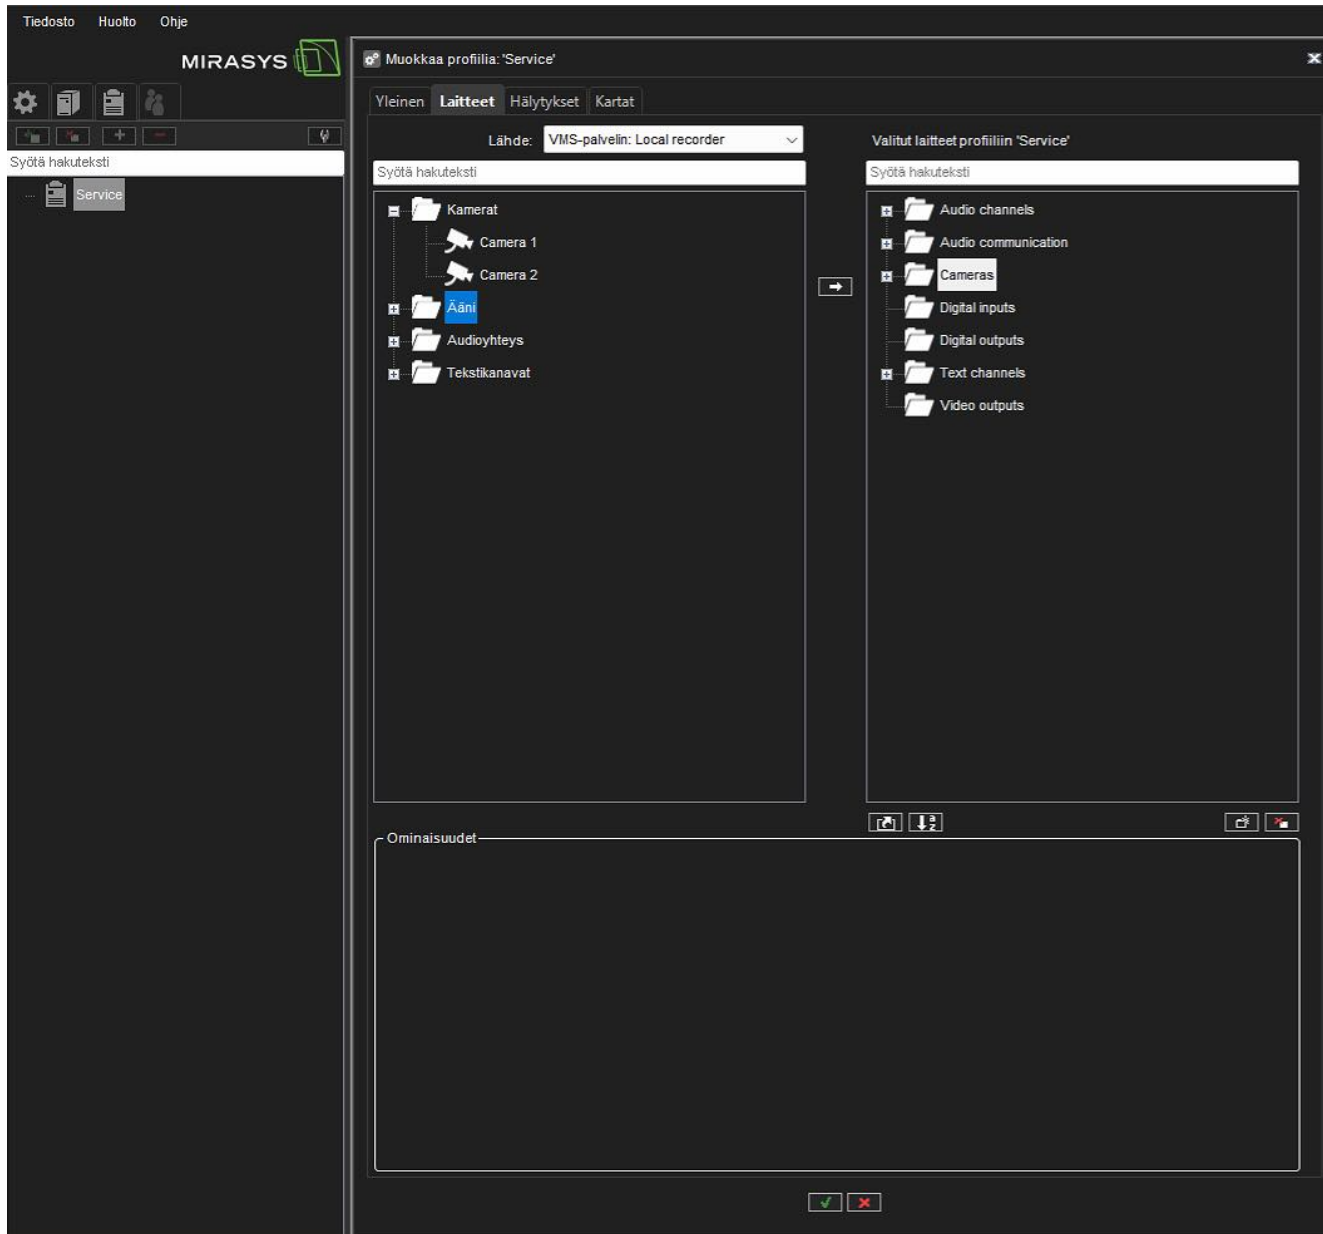 Tiedosto Huolto Ohje
MIRASYS
Muokkaa profiilia: 'Service'
Yleinen Laitteet Hälytykset Kartat
Syötä hakuteksti
Service
Lähde: VMS-palvelin: Local recorder
Syötä hakuteksti
Kamerat
Camera 1
Camera 2
Ääni
Audioyhteys
Tekstikanavat
Valitut laitteet profiiliin 'Service'
Syötä hakuteksti
Audio channels
Audio communication
Cameras
Digital inputs
Digital outputs
Text channels
Video outputs
Ominaisuudet